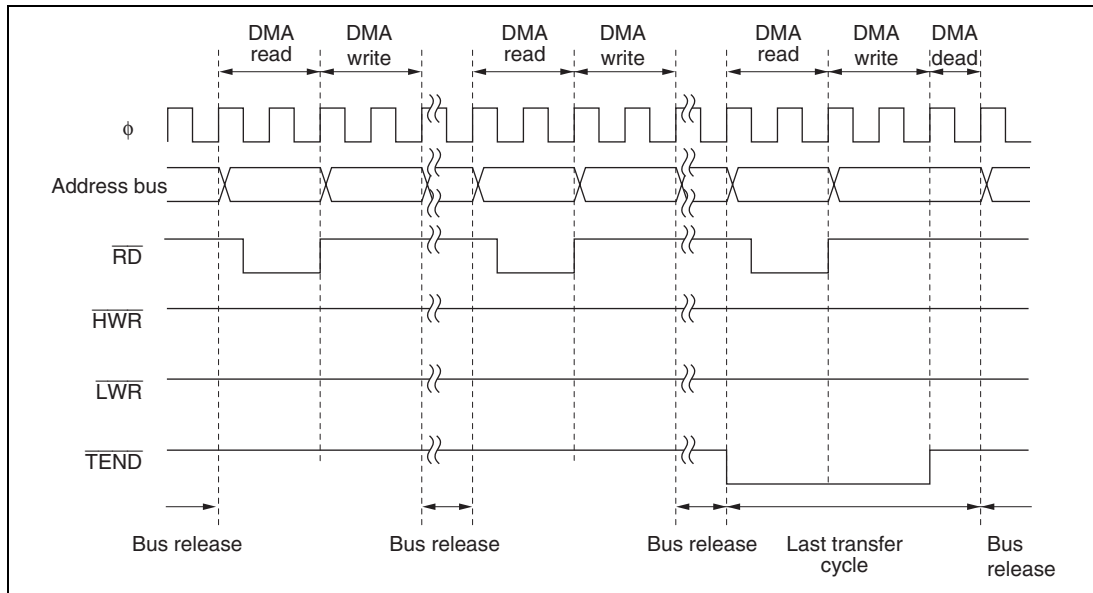 DMA read
DMA write
DMA read
DMA write
DMA read
DMA write
DMA dead
φ
Address bus
RD
HWR
LWR
TEND
Bus release
Bus release
Bus release
Last transfer cycle
Bus release